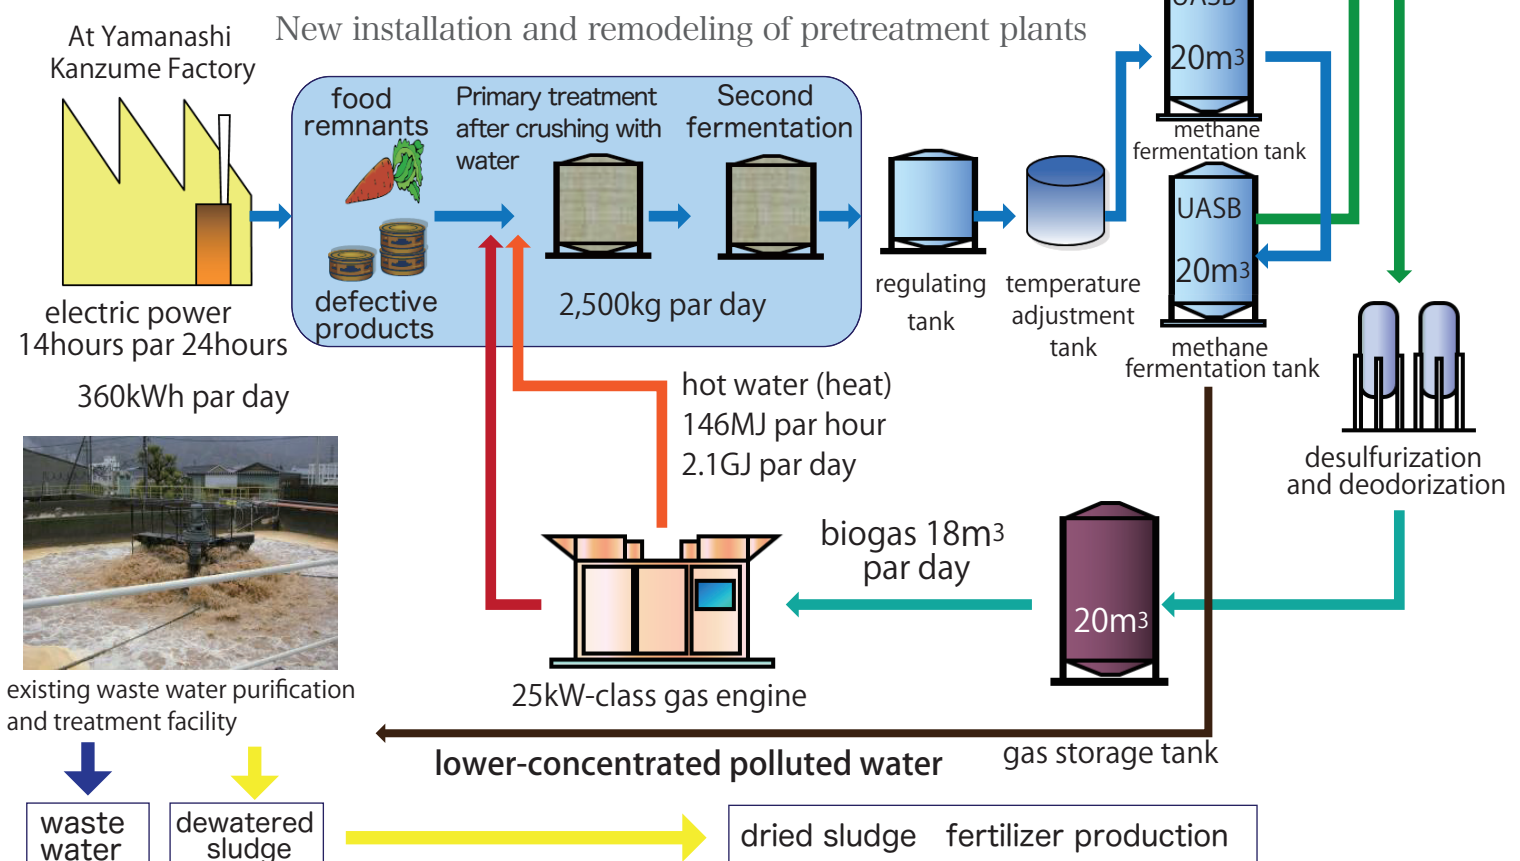 New installation and remodeling of pretreatment plants
At Yamanashi
Kanzume Factory
food
remnants
Primary treatment
after crushing with
water
Second
fermentation
defective
products
2,500kg par day
electric power
14hours par 24hours
360kWh par day
regulating
tank
temperature
adjustment
tank
UASB
20m3
methane
fermentation tank
UASB
20m3
methane
fermentation tank
hot water (heat)
146MJ par hour
2.1GJ par day
desulfurization
and deodorization
biogas 18m3
par day
20m3
gas storage tank
25kW-class gas engine
lower-concentrated polluted water
existing waste water purification
and treatment facility
waste
water
dewatered
sludge
dried sludge fertilizer production